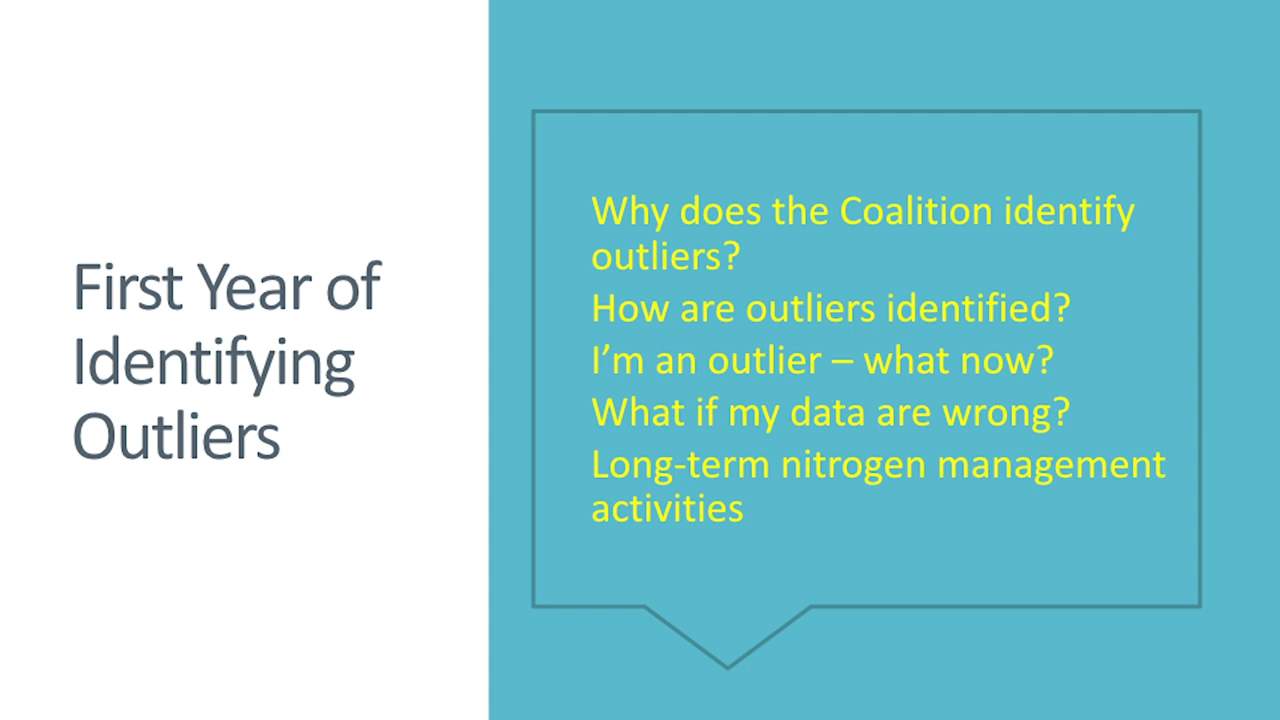 First Year of
Identifying
Outliers
Why does the Coalition identify
outliers?
How are outliers identified?
I’m an outlier – what now?
What if my data are wrong?
Long-term nitrogen management
activities